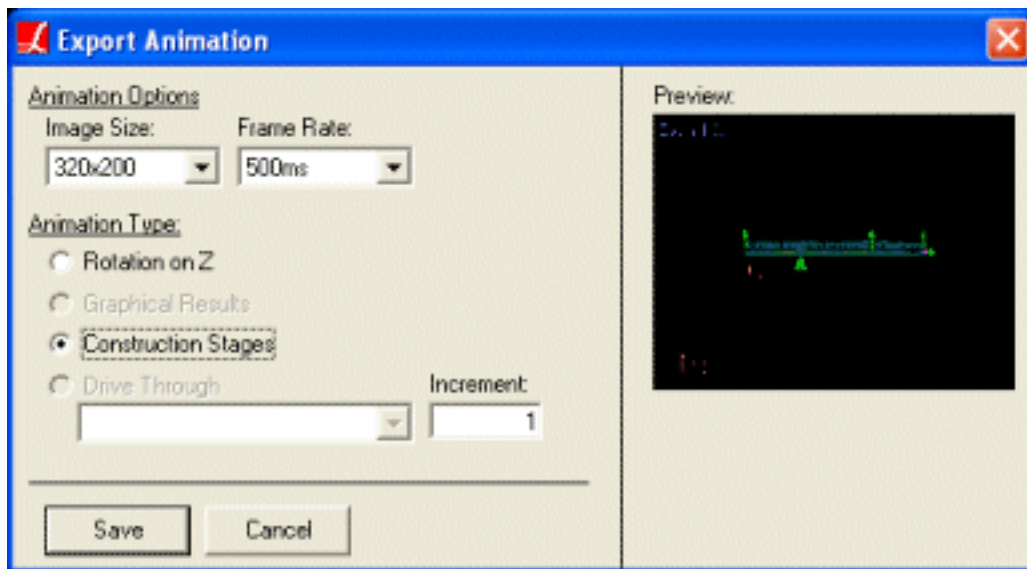 Export Animation
Animation Options
Image Size:
Frame Rate:
320x200
500ms
Animation Type:
Rotation on Z
Graphical Results
Construction Stages
Drive Through
Increment:
1
Save
Cancel
Preview: